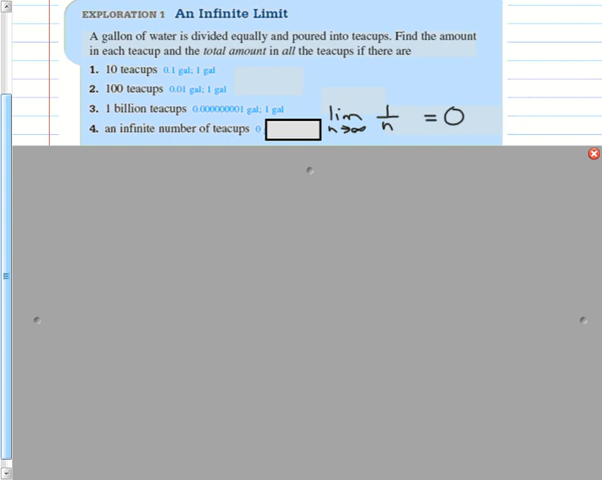 EXPLORATION 1 An Infinite Limit
A gallon of water is divided equally and poured into teacups. Find the amount
in each teacup and the total amount in all the teacups if there are
1. 10 teacups 0.1 gal; 1 gal
2. 100 teacups 0.01 gal; 1 gal
3. 1 billion teacups 0.000000001 gal; 1 gal
4. an infinite number of teacups 0
lim n→∞ 1/n = 0